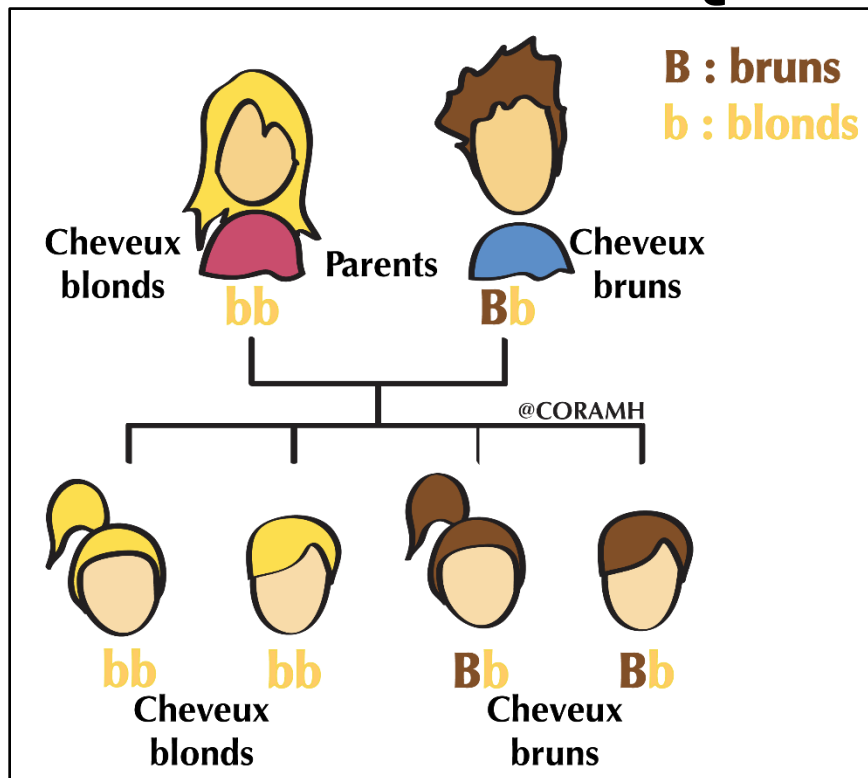 B : bruns
b : blonds
Cheveux
blonds
Parents
Cheveux
bruns
bb
Bb
@CORAMH
bb
bb
Bb
Bb
Cheveux
blonds
Cheveux
bruns